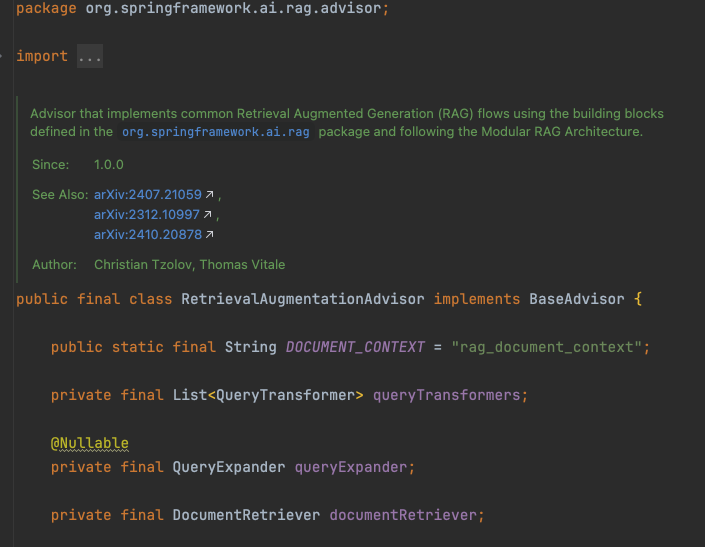 package org.springframework.ai.rag.advisor;
import ...
Advisor that implements common Retrieval Augmented Generation (RAG) flows using the building blocks
defined in the org.springframework.ai.rag package and following the Modular RAG Architecture.
Since: 1.0.0
See Also: arXiv:2407.21059 ↗ ,
arXiv:2312.10997 ↗ ,
arXiv:2410.20878 ↗
Author: Christian Tzolov, Thomas Vitale
public final class RetrievalAugmentationAdvisor implements BaseAdvisor {
public static final String DOCUMENT_CONTEXT = "rag_document_context";
private final List<QueryTransformer> queryTransformers;
@Nullable
private final QueryExpander queryExpander;
private final DocumentRetriever documentRetriever;